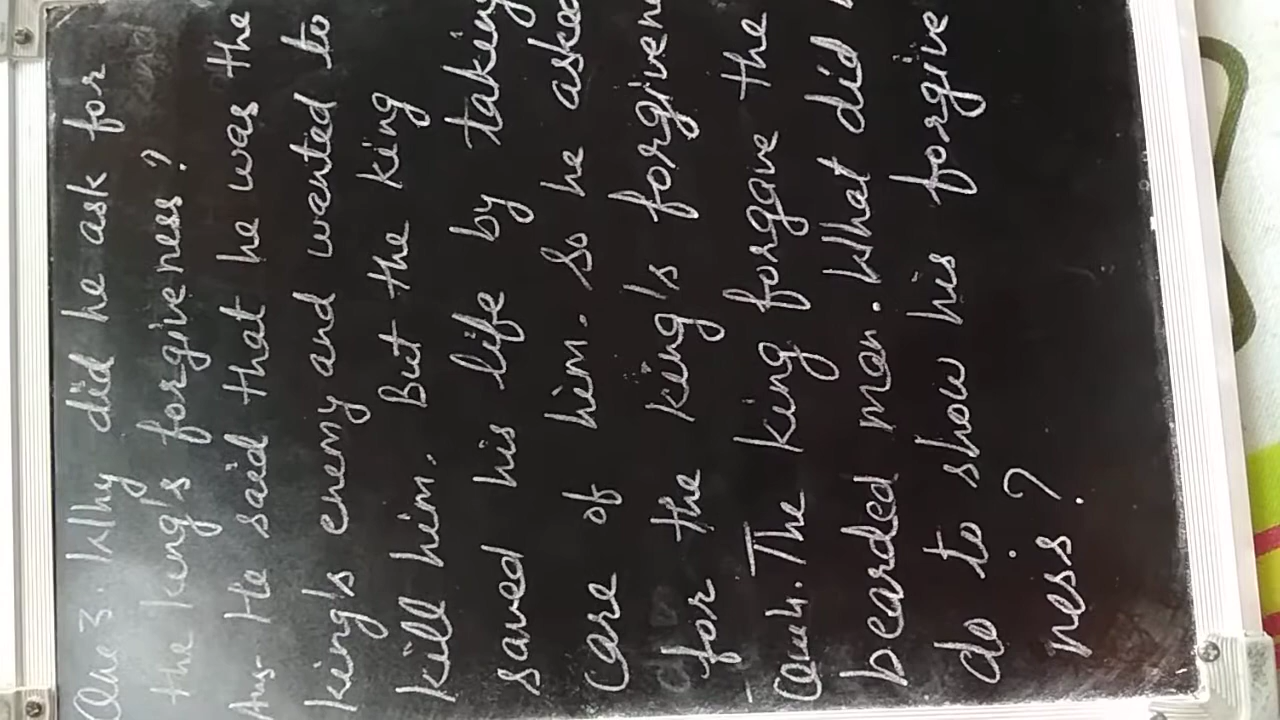 Que 3. Why did he ask for
the king's forgiveness?
Ans- He said that he was the
king's enemy and wanted to
kill him. But the king
saved his life by taking
care of him. So he asked
for the king's forgivene
Que 4. The king forgave the
bearded man. What did
do to show his forgive
ness?